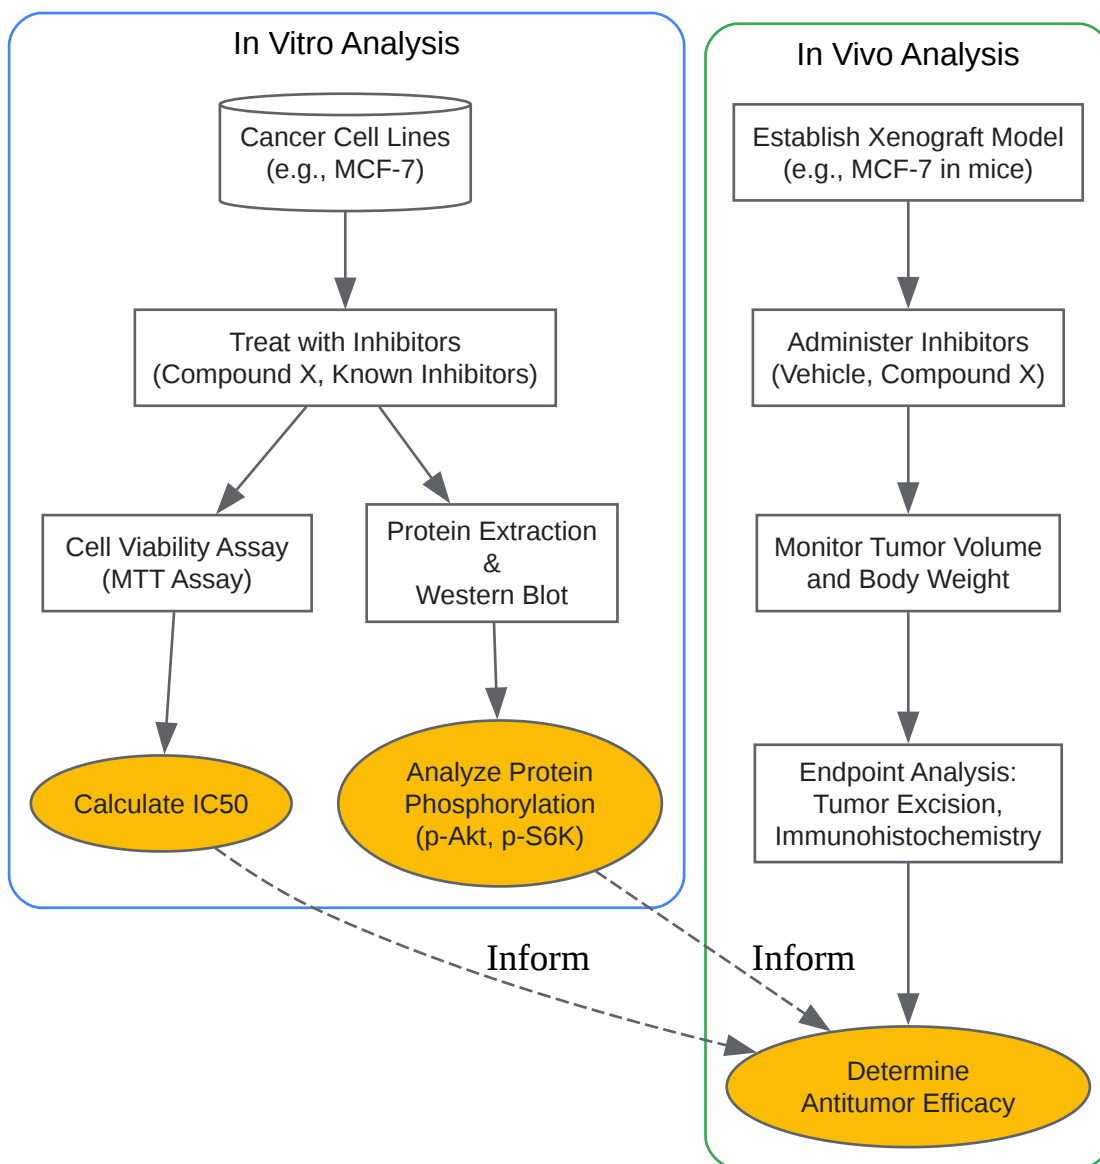 In Vitro Analysis
Cancer Cell Lines
(e.g., MCF-7)
Treat with Inhibitors
(Compound X, Known Inhibitors)
Cell Viability Assay
(MTT Assay)
Protein Extraction
&
Western Blot
Calculate IC50
Analyze Protein
Phosphorylation
(p-Akt, p-S6K)
Inform
Inform
In Vivo Analysis
Establish Xenograft Model
(e.g., MCF-7 in mice)
Administer Inhibitors
(Vehicle, Compound X)
Monitor Tumor Volume
and Body Weight
Endpoint Analysis:
Tumor Excision,
Immunohistochemistry
Determine
Antitumor Efficacy